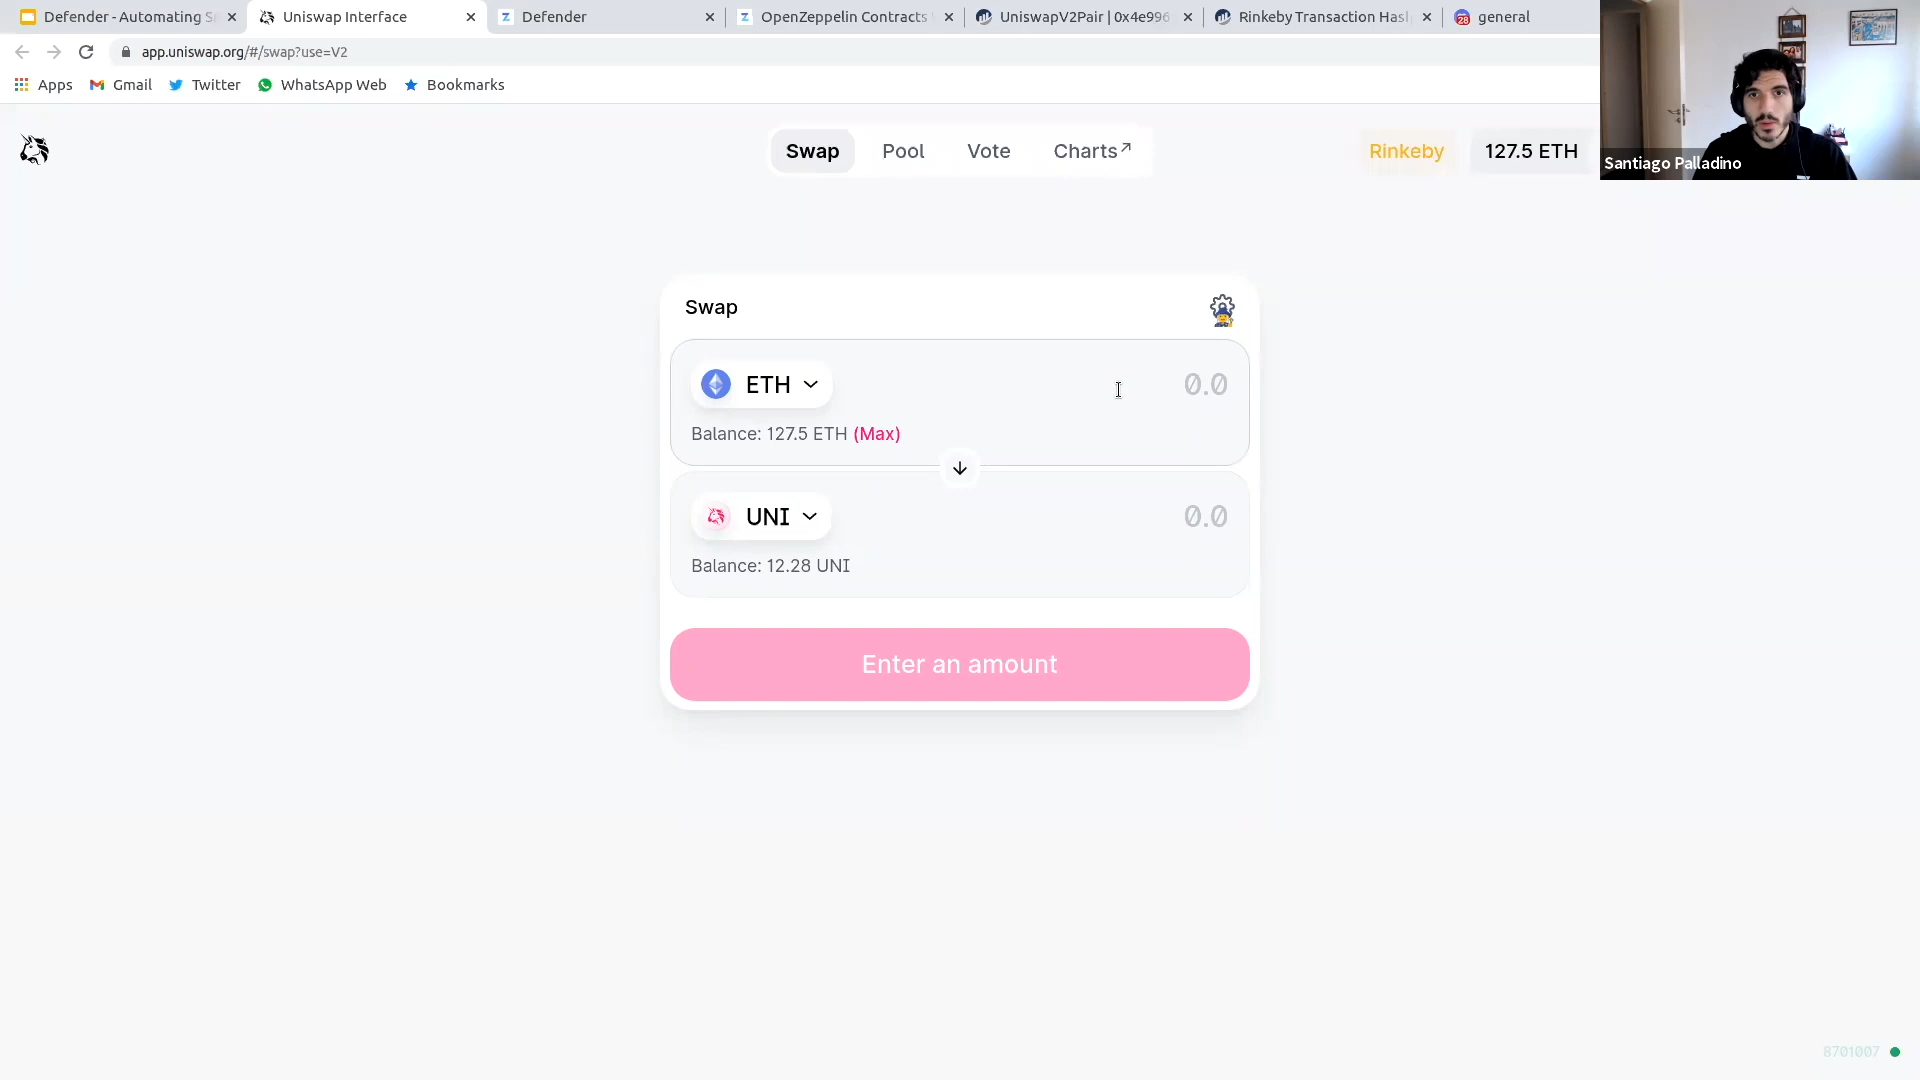 Defender - Automating S
Uniswap Interface
Defender
OpenZeppelin Contracts
UniswapV2Pair | 0x4e996
Rinkeby Transaction Hash
general
28
app.uniswap.org/#/swap?use=V2
Apps
Gmail
Twitter
WhatsApp Web
Bookmarks
Santiago Palladino
Swap
Pool
Vote
Charts↗
Rinkeby
127.5 ETH
Swap
ETH
0.0
Balance: 127.5 ETH (Max)
UNI
0.0
Balance: 12.28 UNI
Enter an amount
8701007